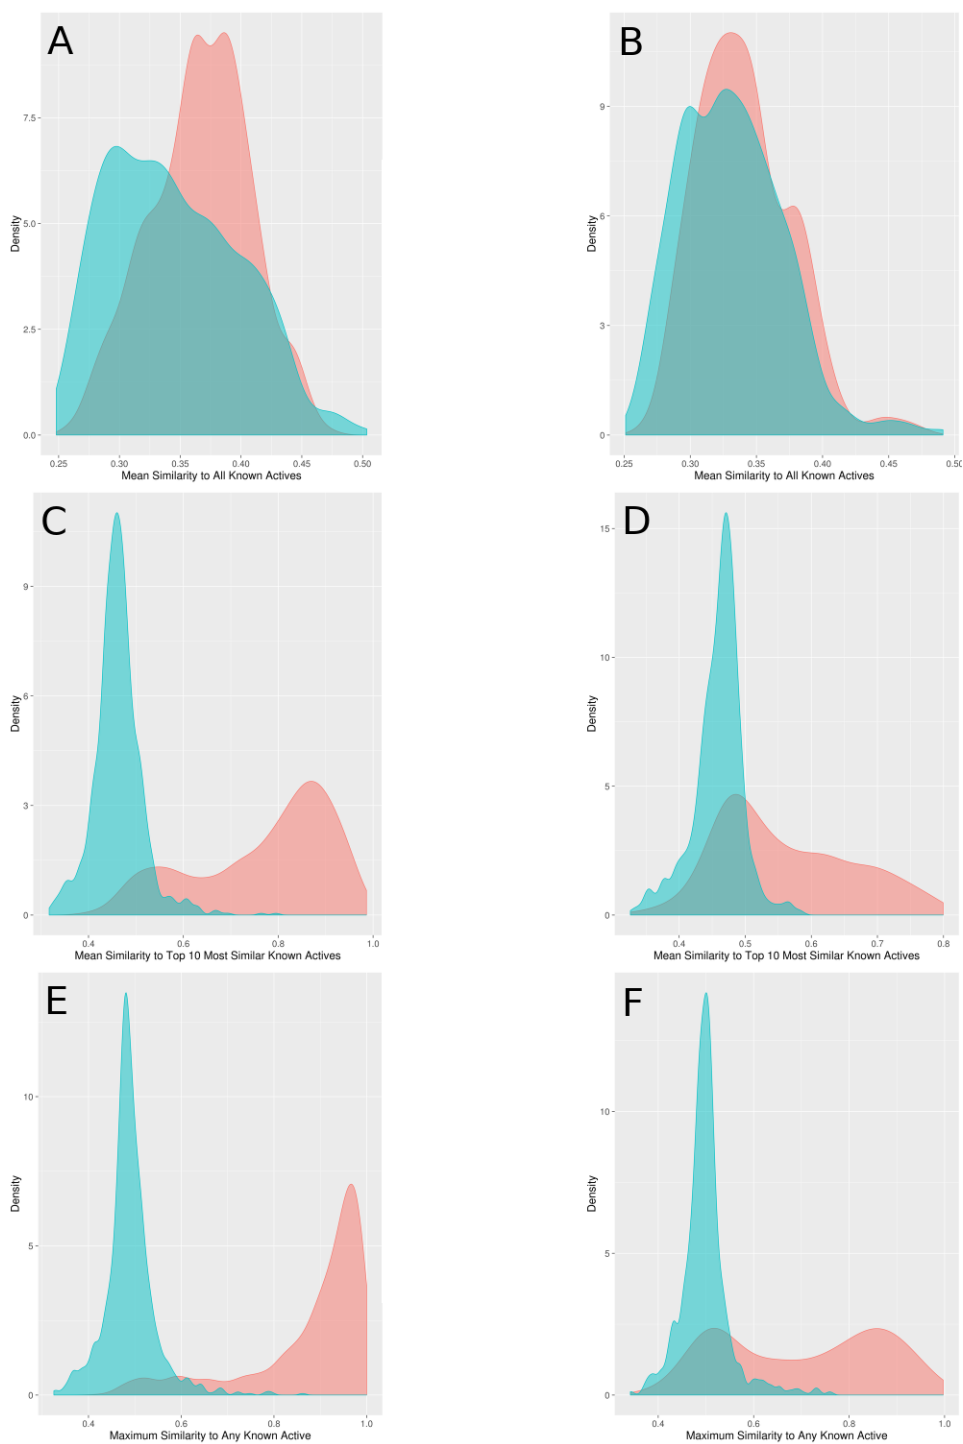 A
Density
7.5
5.0
2.5
0.0
0.25 0.30 0.35 0.40 0.45 0.50
Mean Similarity to All Known Actives
B
Density
9
6
3
0
0.25 0.30 0.35 0.40 0.45 0.50
Mean Similarity to All Known Actives
C
Density
9
6
3
0
0.4 0.6 0.8 1.0
Mean Similarity to Top 10 Most Similar Known Actives
D
Density
15
10
5
0
0.4 0.5 0.6 0.7 0.8
Mean Similarity to Top 10 Most Similar Known Actives
E
Density
10
5
0
0.4 0.6 0.8 1.0
Maximum Similarity to Any Known Active
F
Density
10
5
0
0.4 0.6 0.8 1.0
Maximum Similarity to Any Known Active